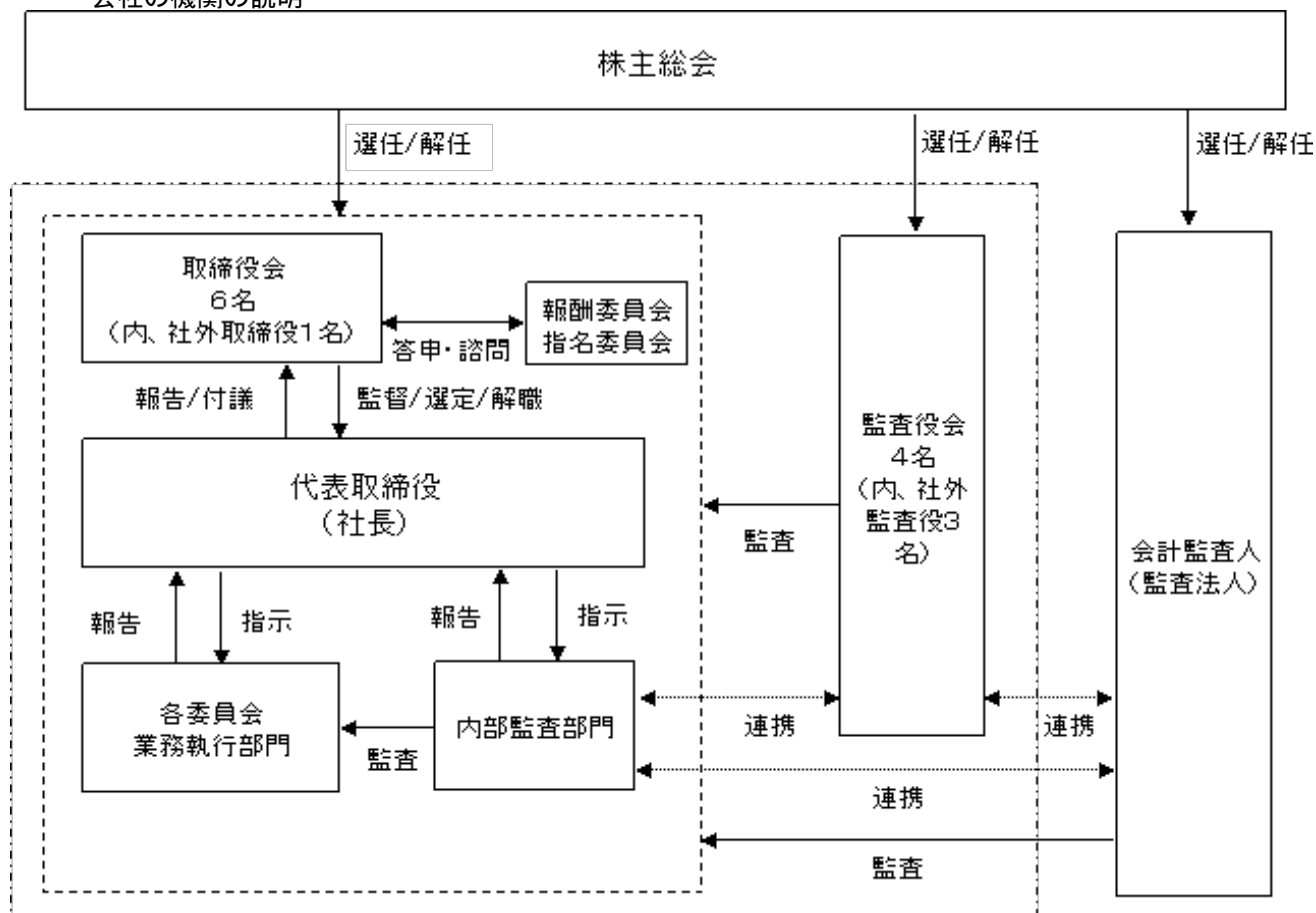 会社の機関の説明
株主総会
選任/解任
選任/解任
選任/解任
取締役会
6名
(内、社外取締役1名)
答申・諮問
報酬委員会
指名委員会
報告/付議
監督/選定/解職
代表取締役
(社長)
監査役会
4名
(内、社外
監査役3
名)
監査
会計監査人
(監査法人)
報告
指示
報告
指示
各委員会
業務執行部門
監査
内部監査部門
連携
連携
連携
監査